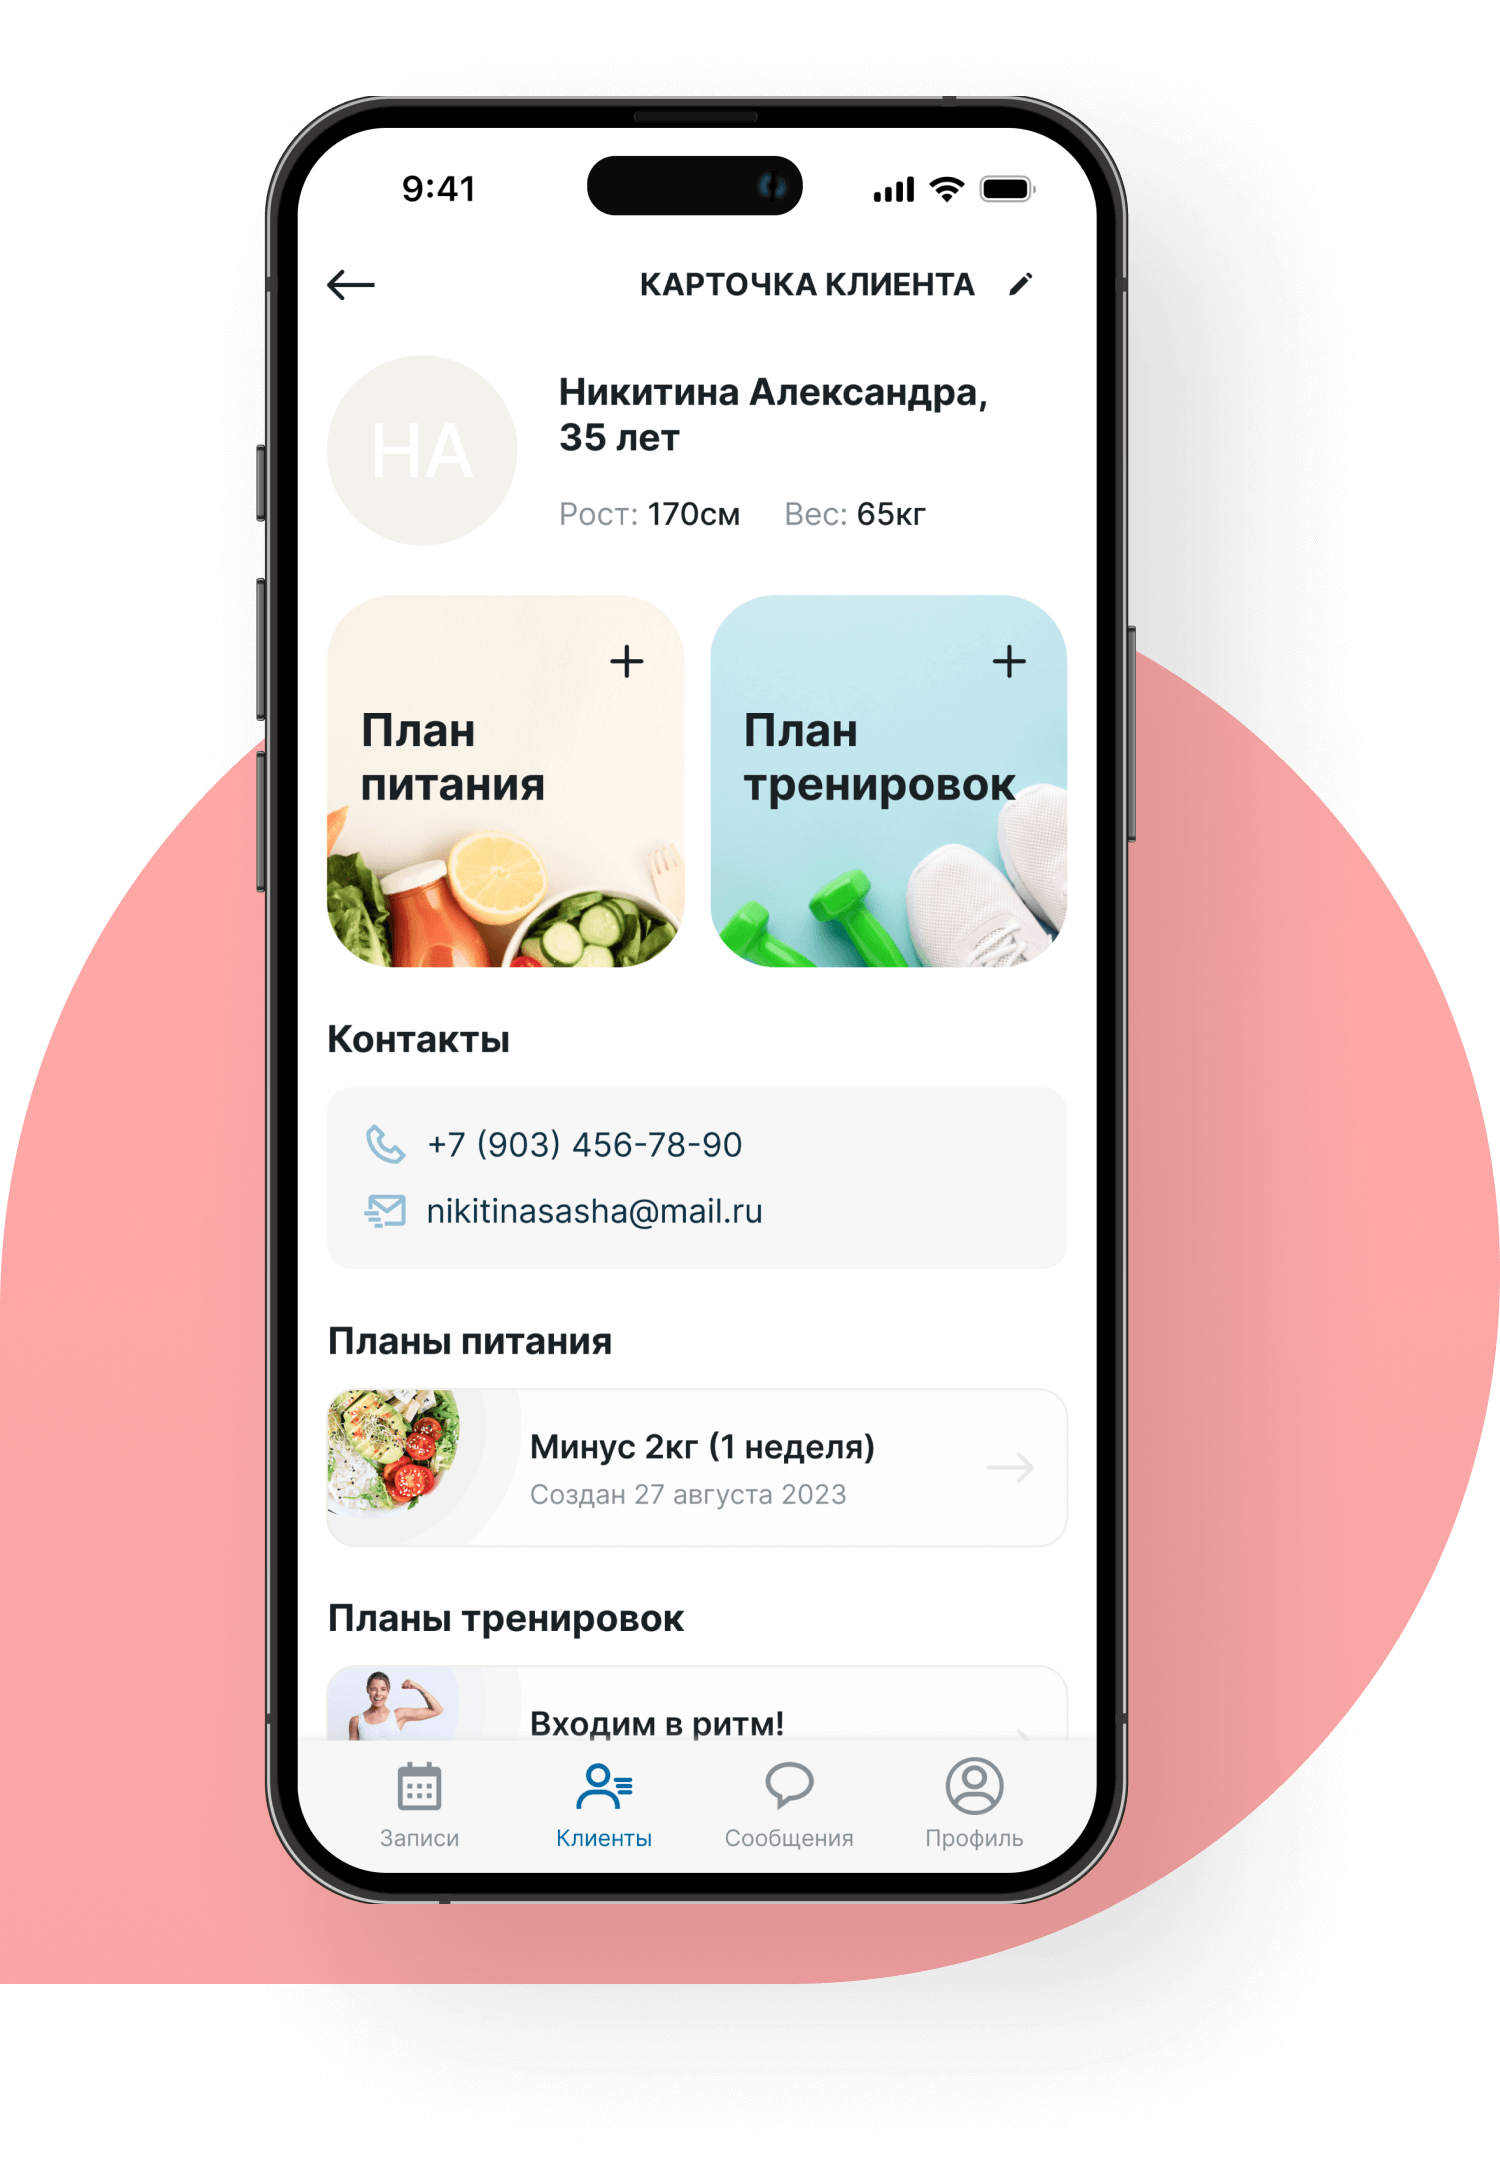 9:41
КАРТОЧКА КЛИЕНТА
НА
Никитина Александра,
35 лет
Рост: 170см Вес: 65кг
План
питания
План
тренировок
Контакты
+7 (903) 456-78-90
nikitinasasha@mail.ru
Планы питания
Минус 2кг (1 неделя)
Создан 27 августа 2023
Планы тренировок
Входим в ритм!
Записи Клиенты Сообщения Профиль